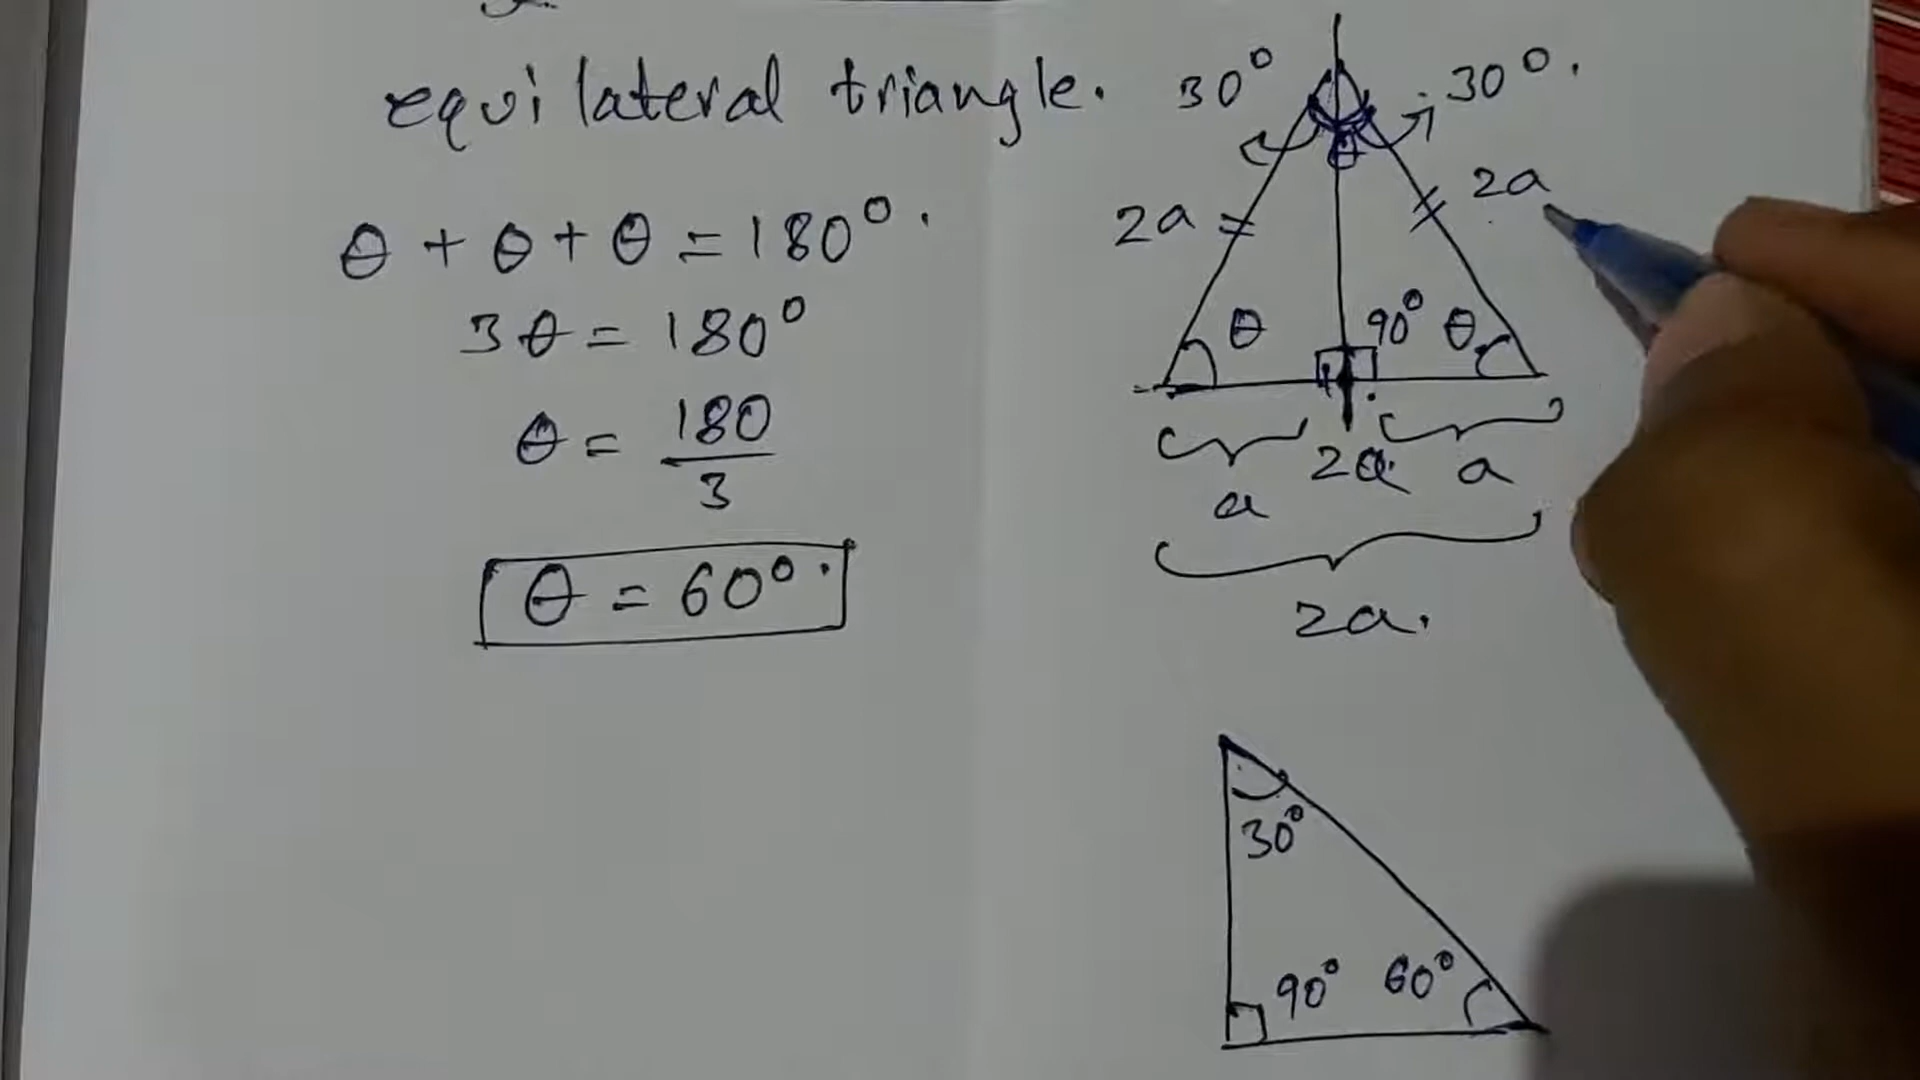 equilateral triangle.
θ + θ + θ = 180°.
3θ = 180°
θ = 180
3
θ = 60°.
30° 30°.
θ
2a 2a
θ 90° θ
2a a
a
2a.
30°
90° 60°